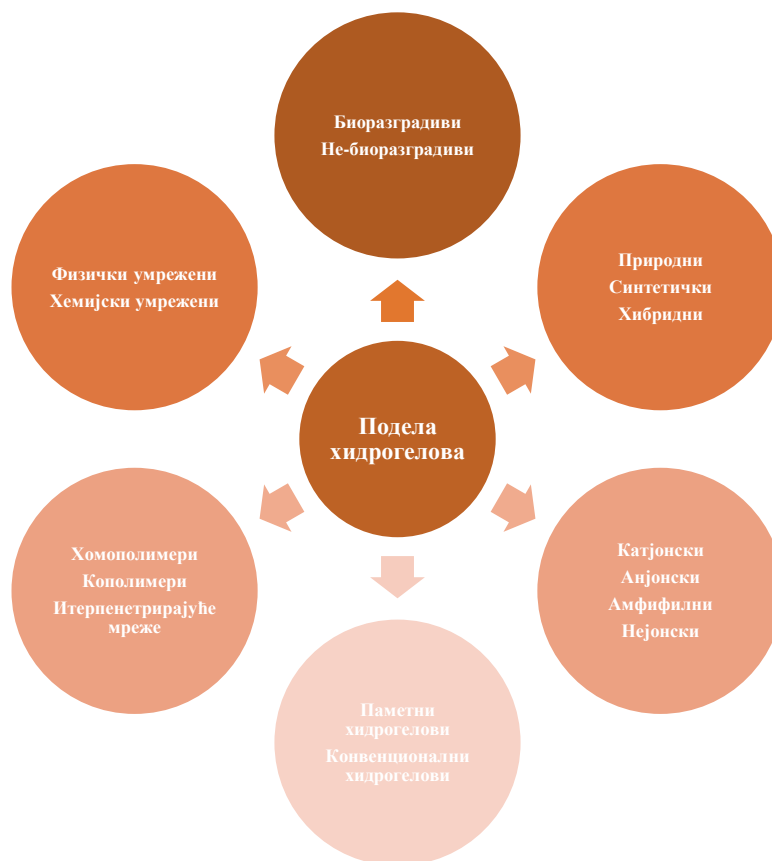 Биоразградиви
Не-биоразградиви
Природни
Синтетички
Хибридни
Физички умрежени
Хемијски умрежени
Подела
хидрогелова
Катјонски
Анјонски
Амфифилни
Нејонски
Хомополимери
Кополимери
Итерпенетрирајуће
мреже
Паметни
хидрогелови
Конвенционални
хидрогелови